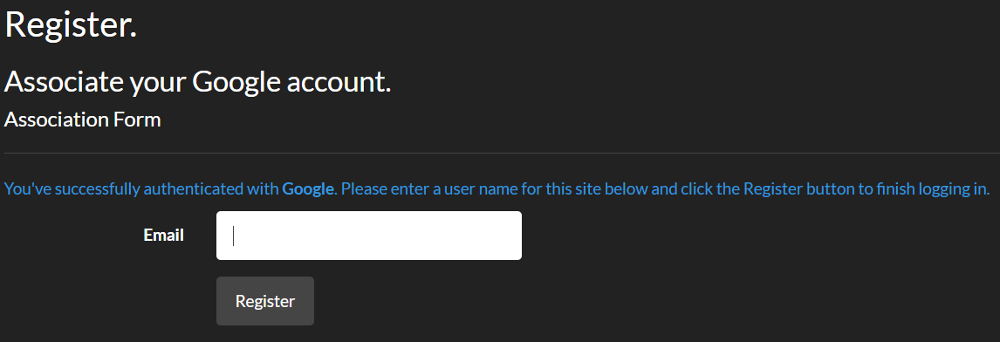 Register.
Associate your Google account.
Association Form
You've successfully authenticated with Google. Please enter a user name for this site below and click the Register button to finish logging in.
Email
Register